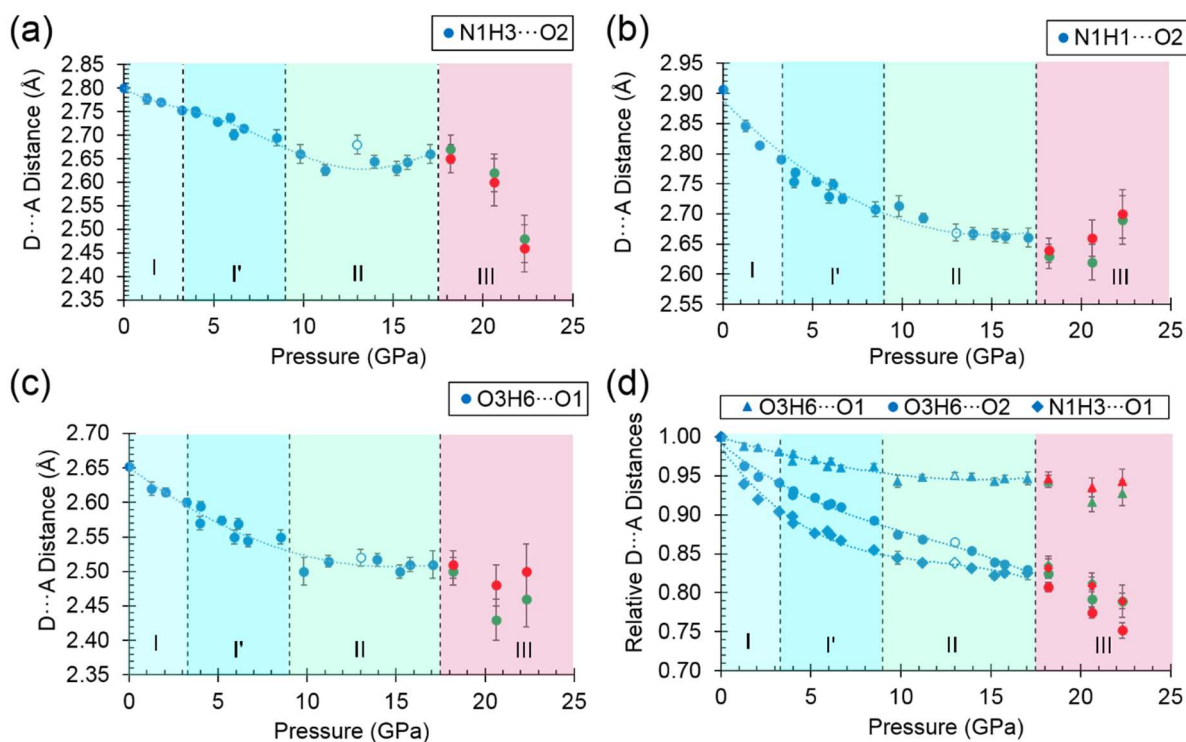 (a)
N1H3⋯O2
D⋯A Distance (Å)
2.85
2.80
2.75
2.70
2.65
2.60
2.55
2.50
2.45
2.40
2.35
I
I'
II
III
0
5
10
15
20
25
Pressure (GPa)
(b)
N1H1⋯O2
D⋯A Distance (Å)
2.95
2.90
2.85
2.80
2.75
2.70
2.65
2.60
2.55
I
I'
II
III
0
5
10
15
20
25
Pressure (GPa)
(c)
O3H6⋯O1
D⋯A Distance (Å)
2.70
2.65
2.60
2.55
2.50
2.45
2.40
2.35
I
I'
II
III
0
5
10
15
20
25
Pressure (GPa)
(d)
O3H6⋯O1 O3H6⋯O2 N1H3⋯O1
Relative D⋯A Distances
1.00
0.95
0.90
0.85
0.80
0.75
0.70
I
I'
II
III
0
5
10
15
20
25
Pressure (GPa)